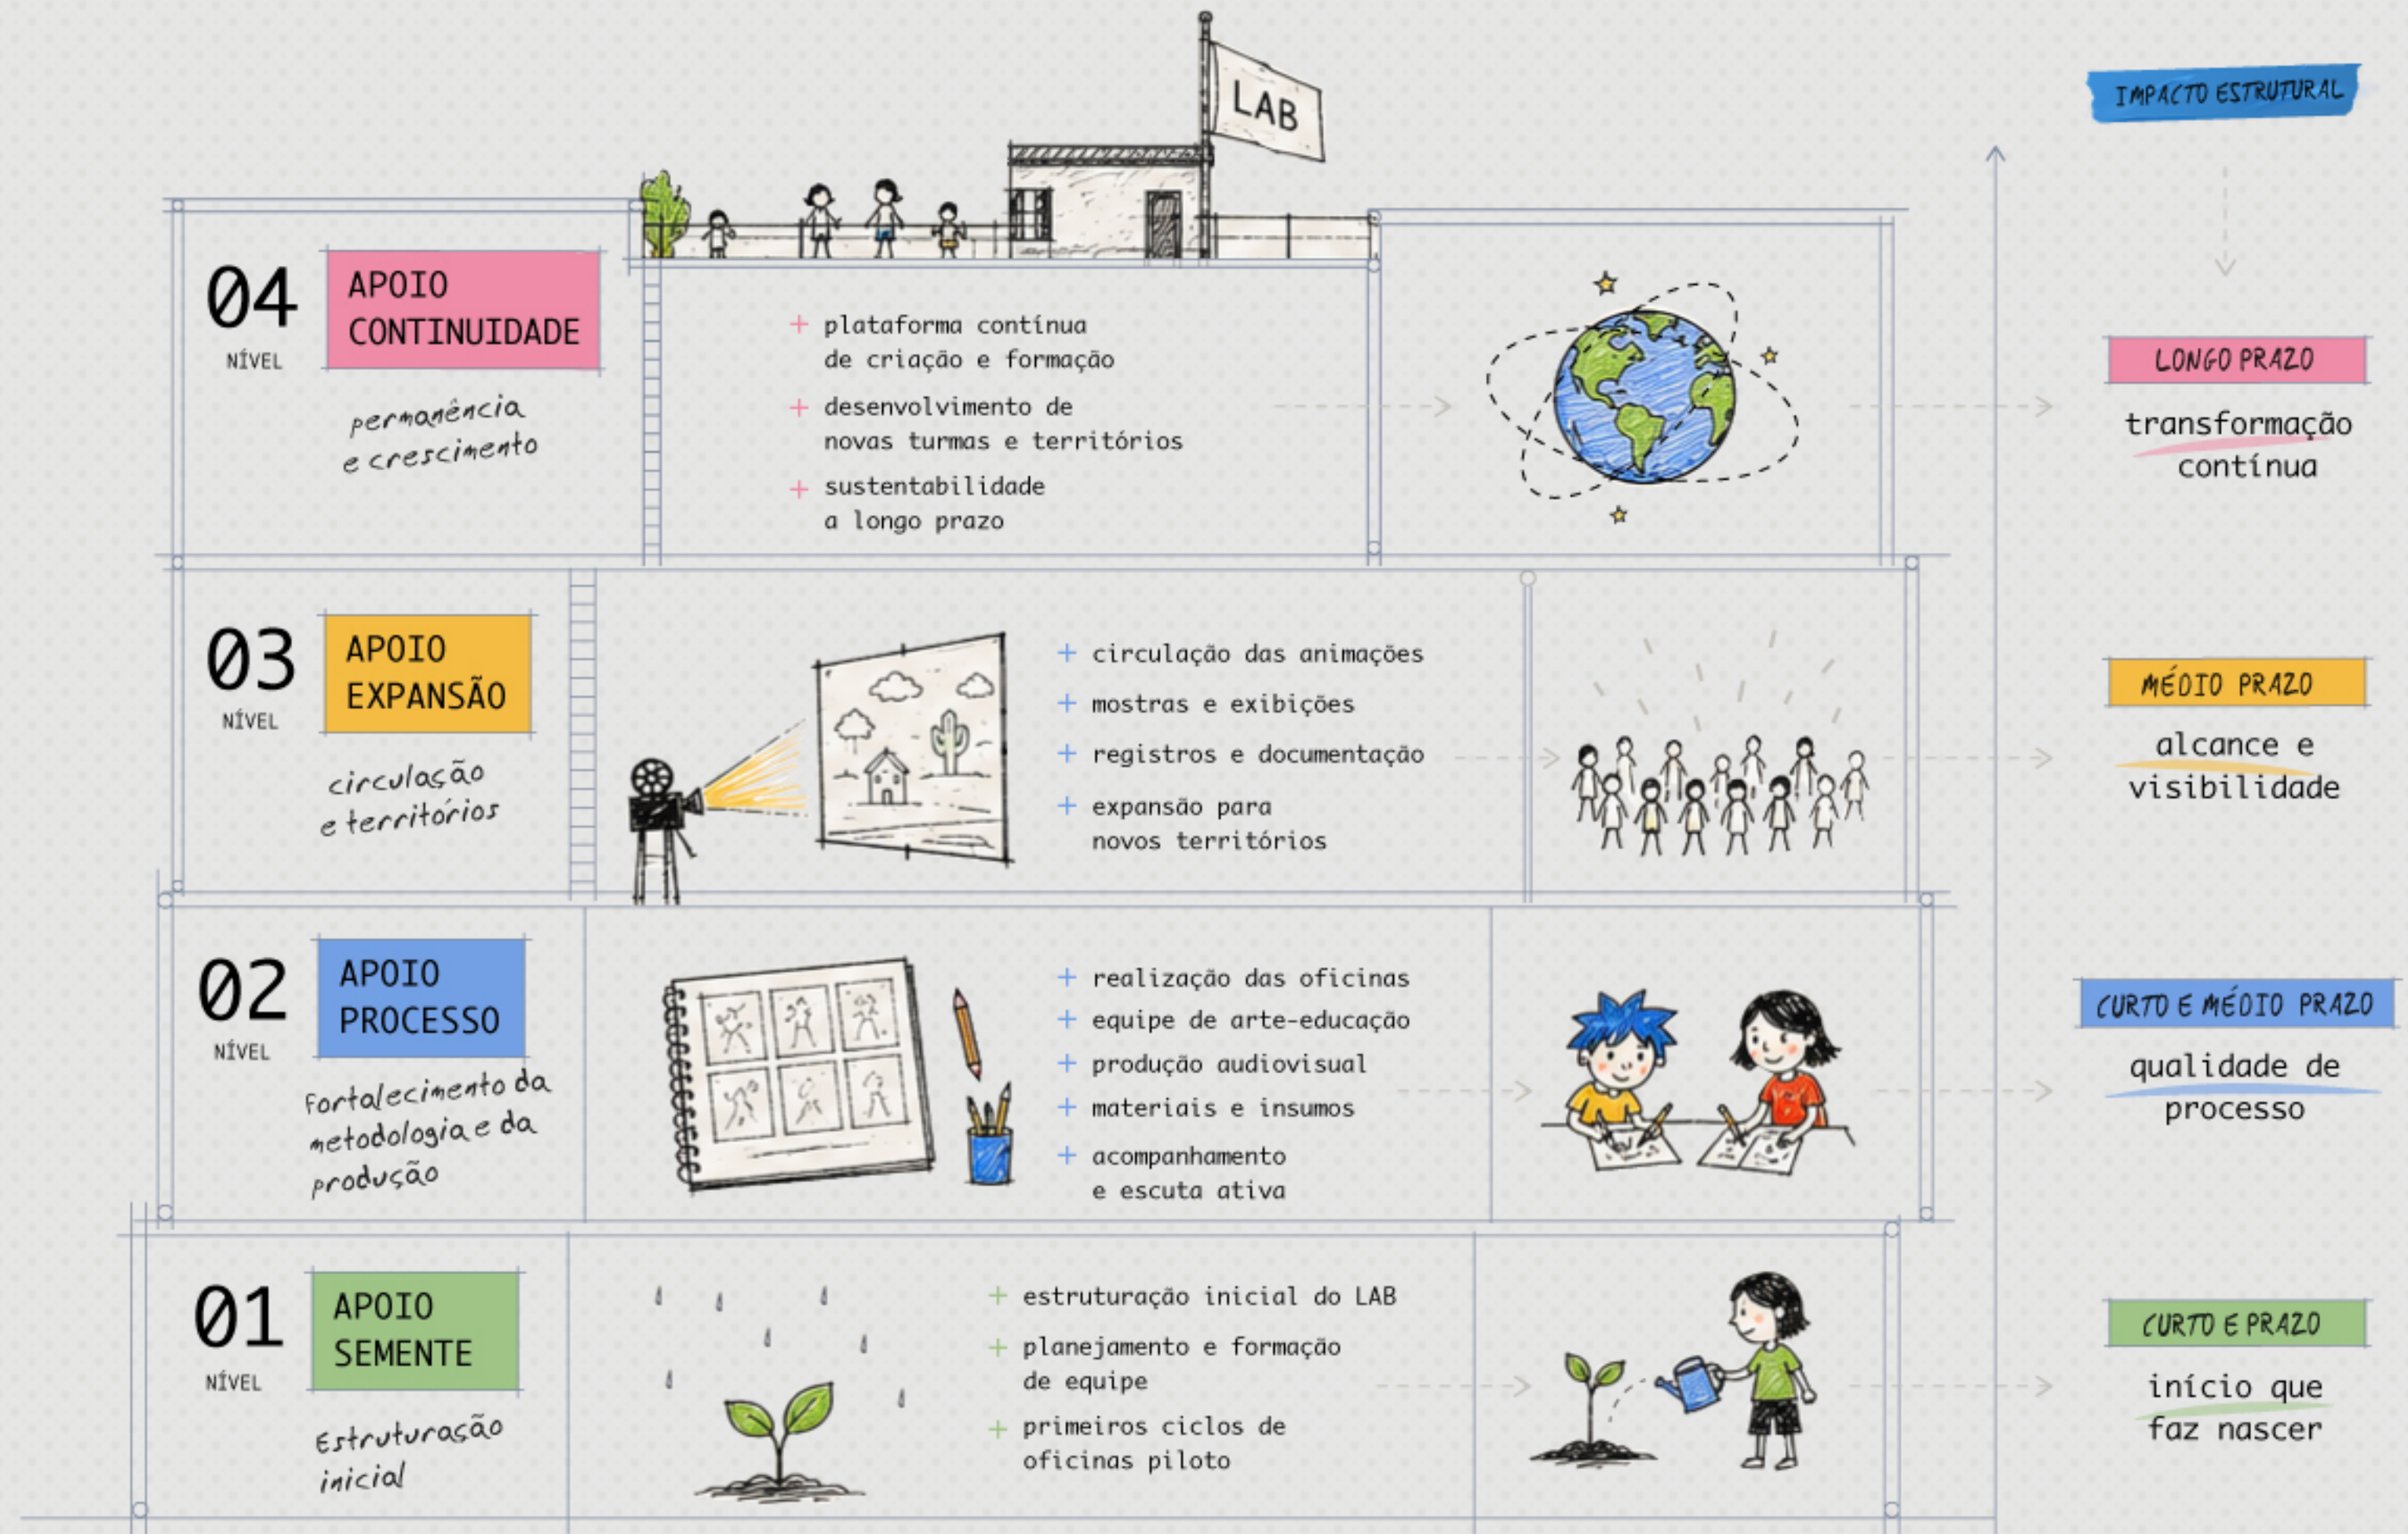 LAB
IMPACTO ESTRUTURAL
04
NÍVEL
APOIO
CONTINUIDADE
permanência
e crescimento
+ plataforma contínua
de criação e formação
+ desenvolvimento de
novas turmas e territórios
+ sustentabilidade
a longo prazo
LONGO PRAZO
transformação
contínua
03
NÍVEL
APOIO
EXPANSÃO
circulação
e territórios
+ circulação das animações
+ mostras e exibições
+ registros e documentação
+ expansão para
novos territórios
MÉDIO PRAZO
alcance e
visibilidade
02
NÍVEL
APOIO
PROCESSO
Fortalecimento da
metodologia e da
produção
+ realização das oficinas
+ equipe de arte-educação
+ produção audiovisual
+ materiais e insumos
+ acompanhamento
e escuta ativa
CURTO E MÉDIO PRAZO
qualidade de
processo
01
NÍVEL
APOIO
SEMENTE
Estruturação
inicial
+ estruturação inicial do LAB
+ planejamento e formação
de equipe
+ primeiros ciclos de
oficinas piloto
CURTO E PRAZO
início que
faz nascer